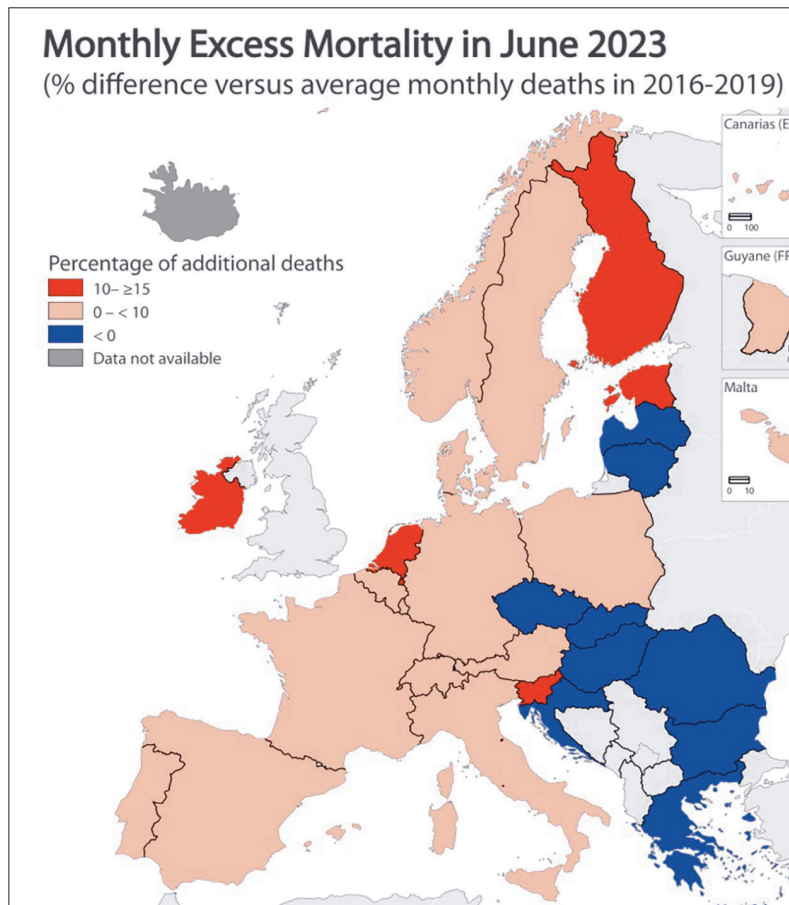 Monthly Excess Mortality in June 2023
(% difference versus average monthly deaths in 2016-2019)
Canarias (E
0 100
Percentage of additional deaths
10– ≥15
0 – < 10
< 0
Data not available
Guyane (FR
Malta
0 10